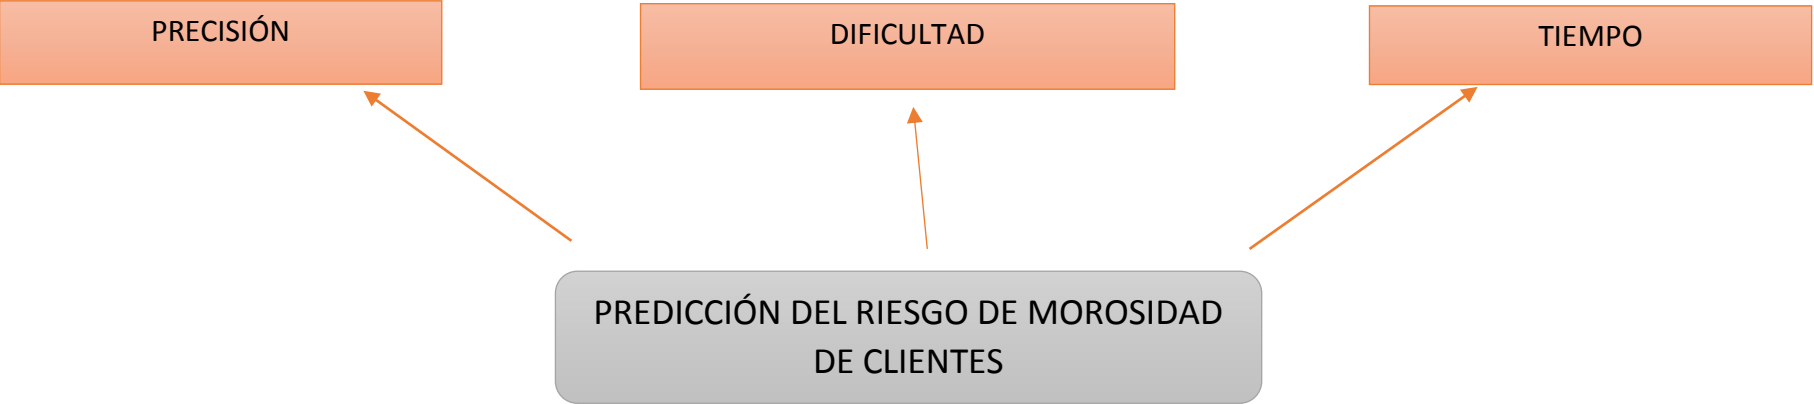 PRECISIÓN
DIFICULTAD
TIEMPO
PREDICCIÓN DEL RIESGO DE MOROSIDAD
DE CLIENTES